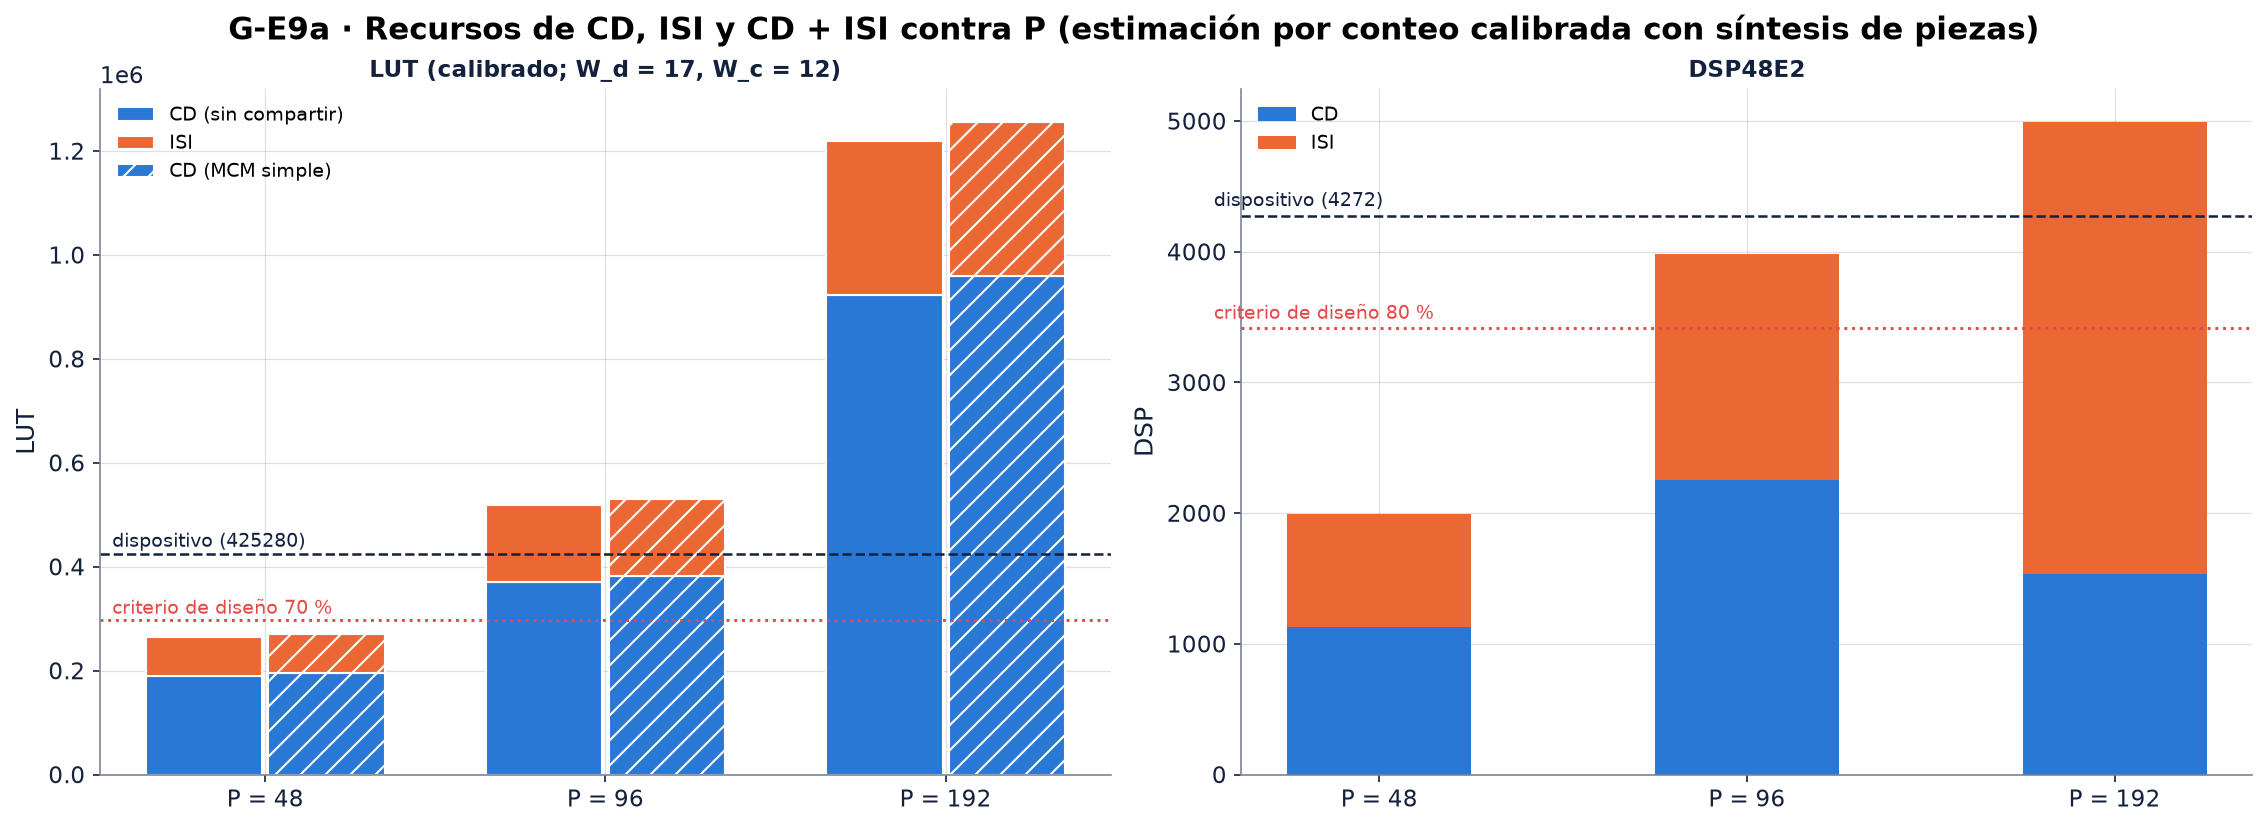 G-E9a · Recursos de CD, ISI y CD + ISI contra P (estimación por conteo calibrada con síntesis de piezas)
LUT (calibrado; W_d = 17, W_c = 12)
1e6
CD (sin compartir)
ISI
CD (MCM simple)
1.2
1.0
0.8
0.6
0.4
0.2
0.0
LUT
dispositivo (425280)
criterio de diseño 70 %
P = 48
P = 96
P = 192
DSP48E2
CD
ISI
5000
4000
3000
2000
1000
0
DSP
dispositivo (4272)
criterio de diseño 80 %
P = 48
P = 96
P = 192